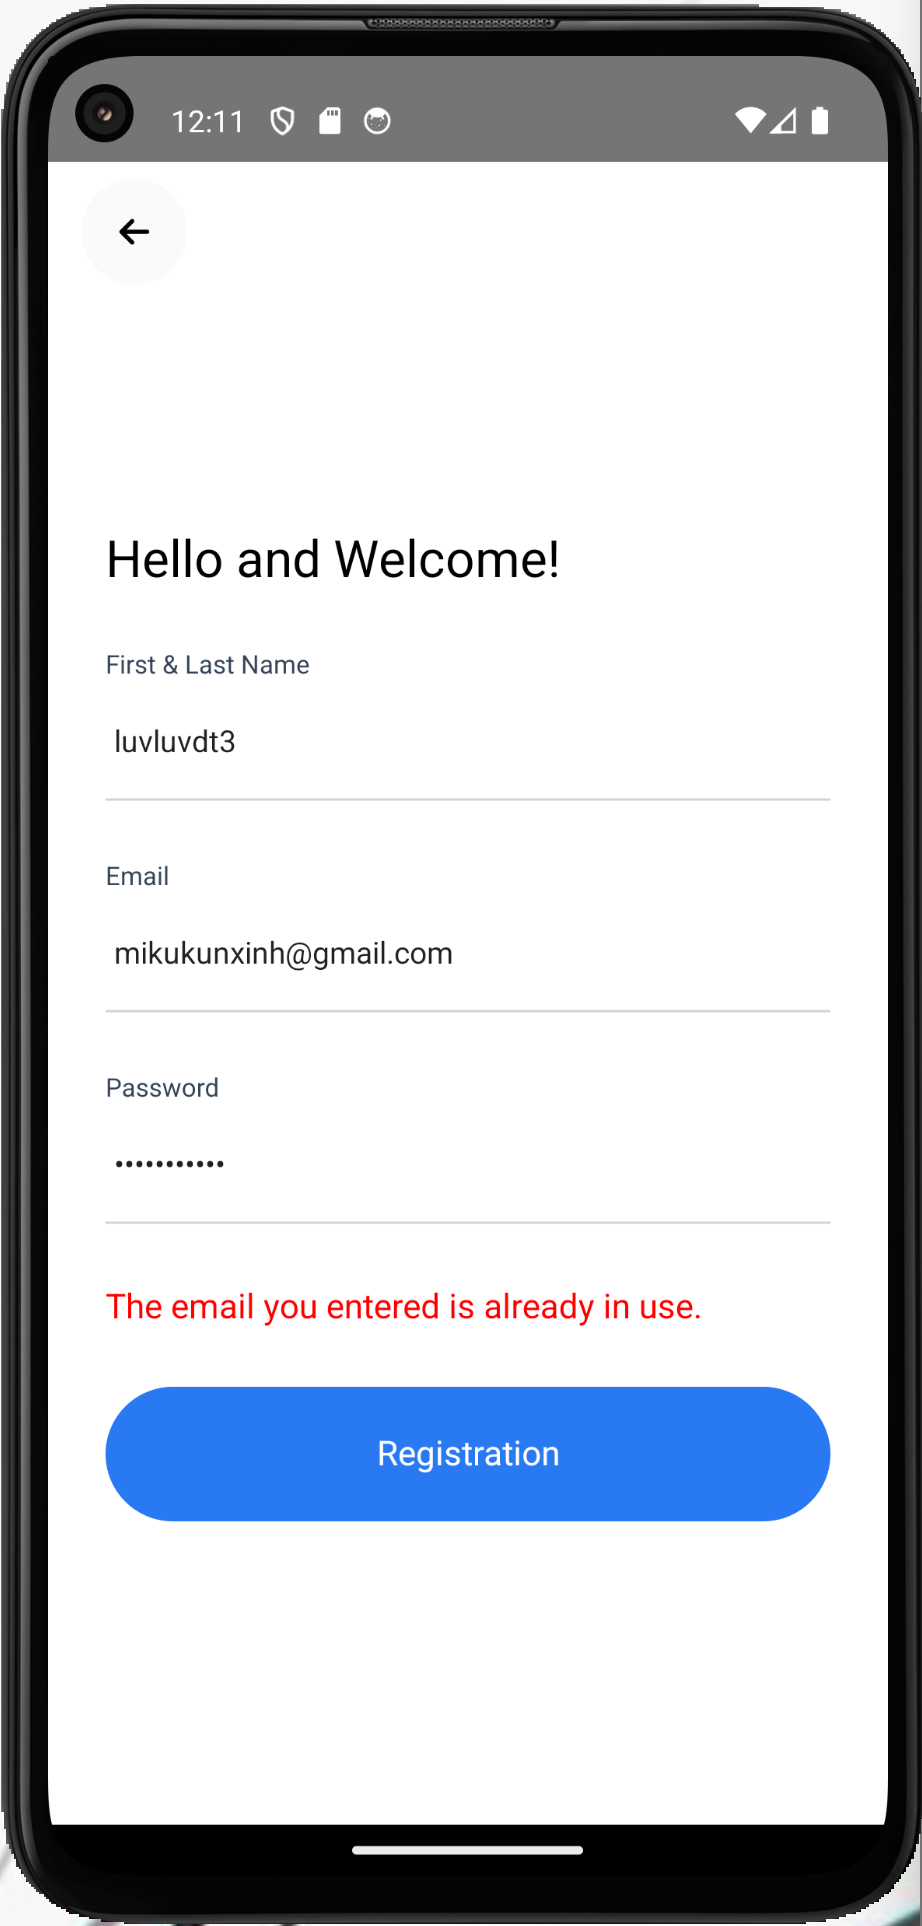 12:11
Hello and Welcome!
First & Last Name
luvluvdt3
Email
mikukunxinh@gmail.com
Password
•••••••••••
The email you entered is already in use.
Registration